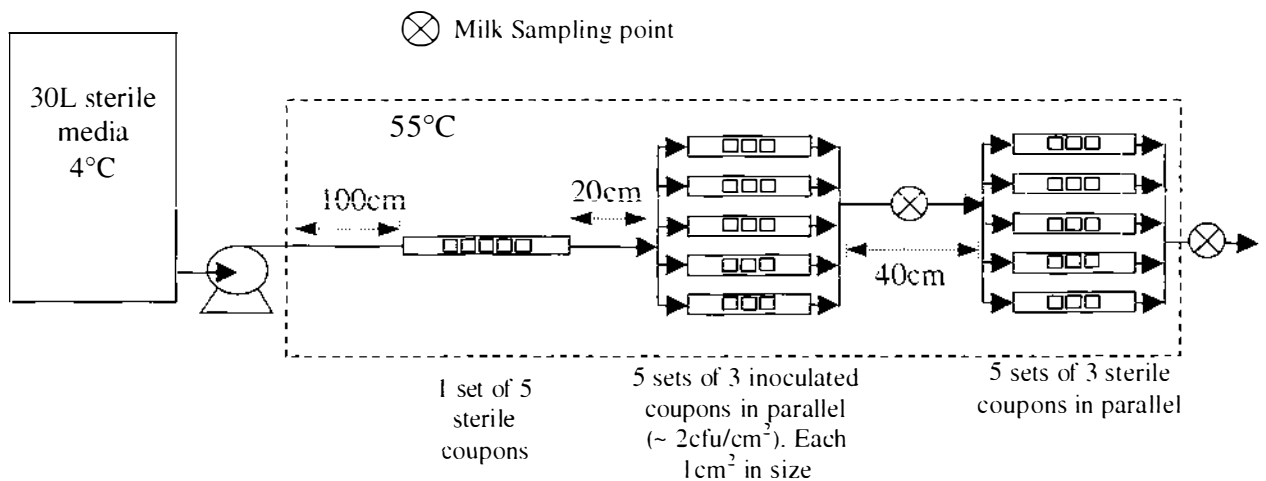 Milk Sampling point
30L sterile
media
4°C
55°C
100cm
20cm
40cm
1 set of 5
sterile
coupons
5 sets of 3 inoculated
coupons in parallel
(~ 2cfu/cm²). Each
1cm² in size
5 sets of 3 sterile
coupons in parallel